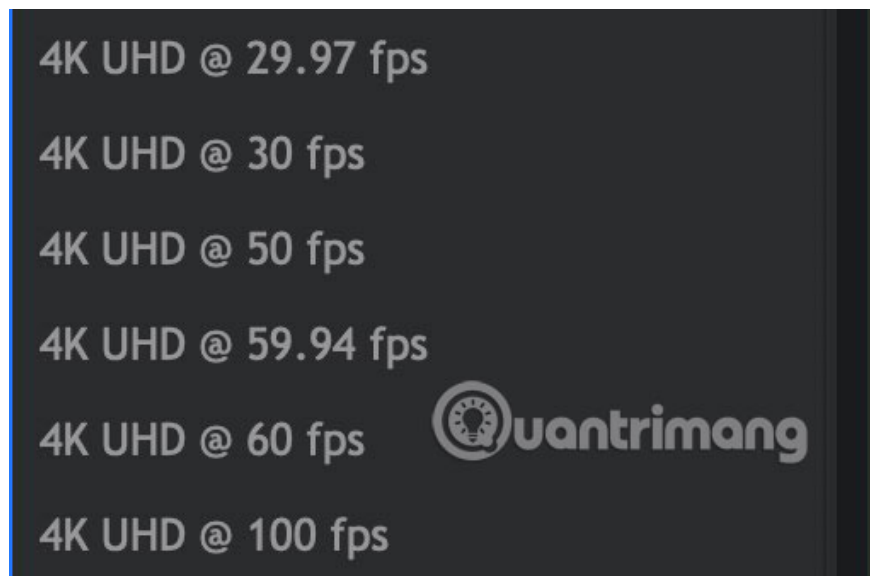 4K UHD @ 29.97 fps
4K UHD @ 30 fps
4K UHD @ 50 fps
4K UHD @ 59.94 fps
4K UHD @ 60 fps
Quantrimang
4K UHD @ 100 fps